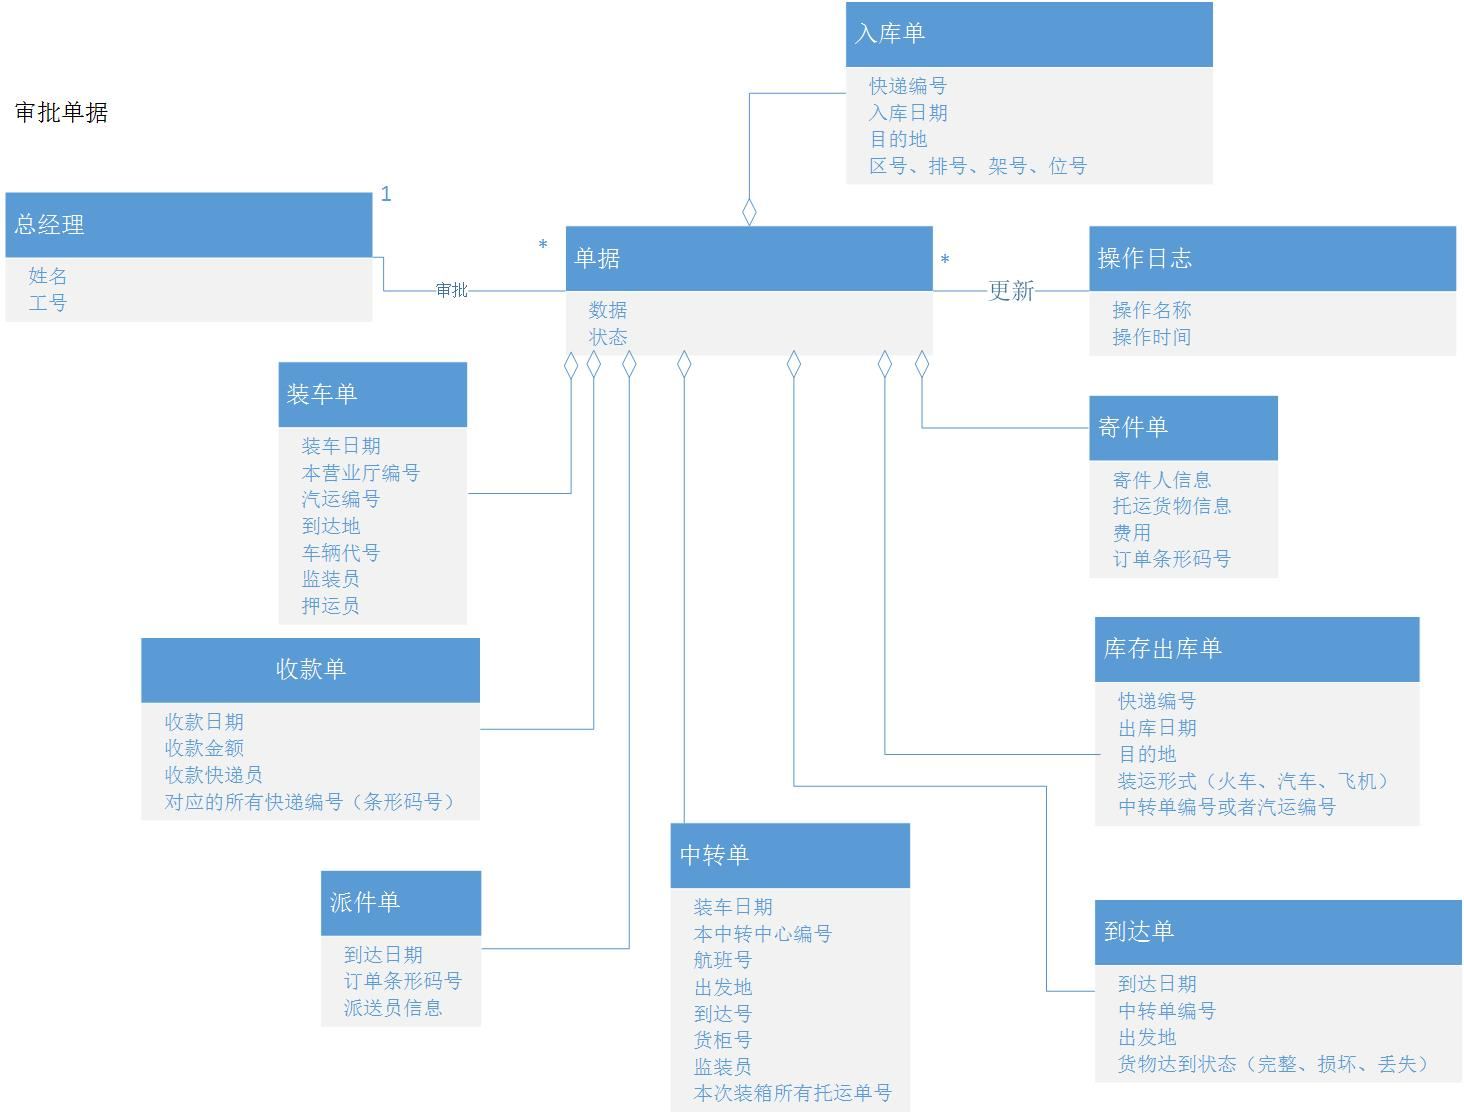 审批单据
入库单
快递编号
入库日期
目的地
区号、排号、架号、位号
总经理
1
姓名
工号
审批
*
单据
数据
状态
*
更新
操作日志
操作名称
操作时间
装车单
装车日期
本营业厅编号
汽运编号
到达地
车辆代号
监装员
押运员
寄件单
寄件人信息
托运货物信息
费用
订单条形码号
收款单
收款日期
收款金额
收款快递员
对应的所有快递编号（条形码号）
库存出库单
快递编号
出库日期
目的地
装运形式（火车、汽车、飞机）
中转单编号或者汽运编号
派件单
到达日期
订单条形码号
派送员信息
中转单
装车日期
本中转中心编号
航班号
出发地
到达号
货柜号
监装员
本次装箱所有托运单号
到达单
到达日期
中转单编号
出发地
货物达到状态（完整、损坏、丢失）